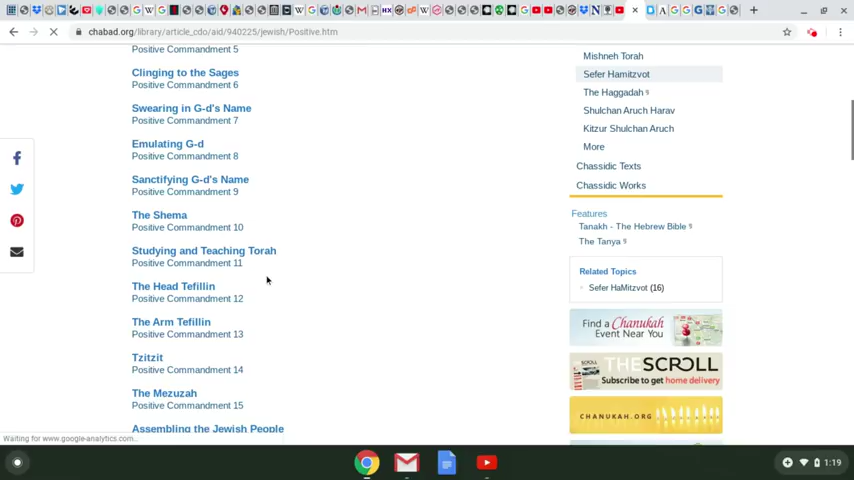 chabad.org/library/article_cdo/aid/940225/jewish/Positive.htm
Positive Commandment 5
Clinging to the Sages
Positive Commandment 6
Swearing in G-d's Name
Positive Commandment 7
Emulating G-d
Positive Commandment 8
Sanctifying G-d's Name
Positive Commandment 9
The Shema
Positive Commandment 10
Studying and Teaching Torah
Positive Commandment 11
The Head Tefillin
Positive Commandment 12
The Arm Tefillin
Positive Commandment 13
Tzitzit
Positive Commandment 14
The Mezuzah
Positive Commandment 15
Assembling the Jewish People
Mishneh Torah
Sefer Hamitzvot
The Haggadah
Shulchan Aruch Harav
Kitzur Shulchan Aruch
More
Chassidic Texts
Chassidic Works
Features
Tanakh - The Hebrew Bible
The Tanya
Related Topics
Sefer HaMitzvot (16)
Find a Chanukah
Event Near You
THE SCROLL
Subscribe to get home delivery
CHANUKAH.ORG
Waiting for www.google-analytics.com...
1:19